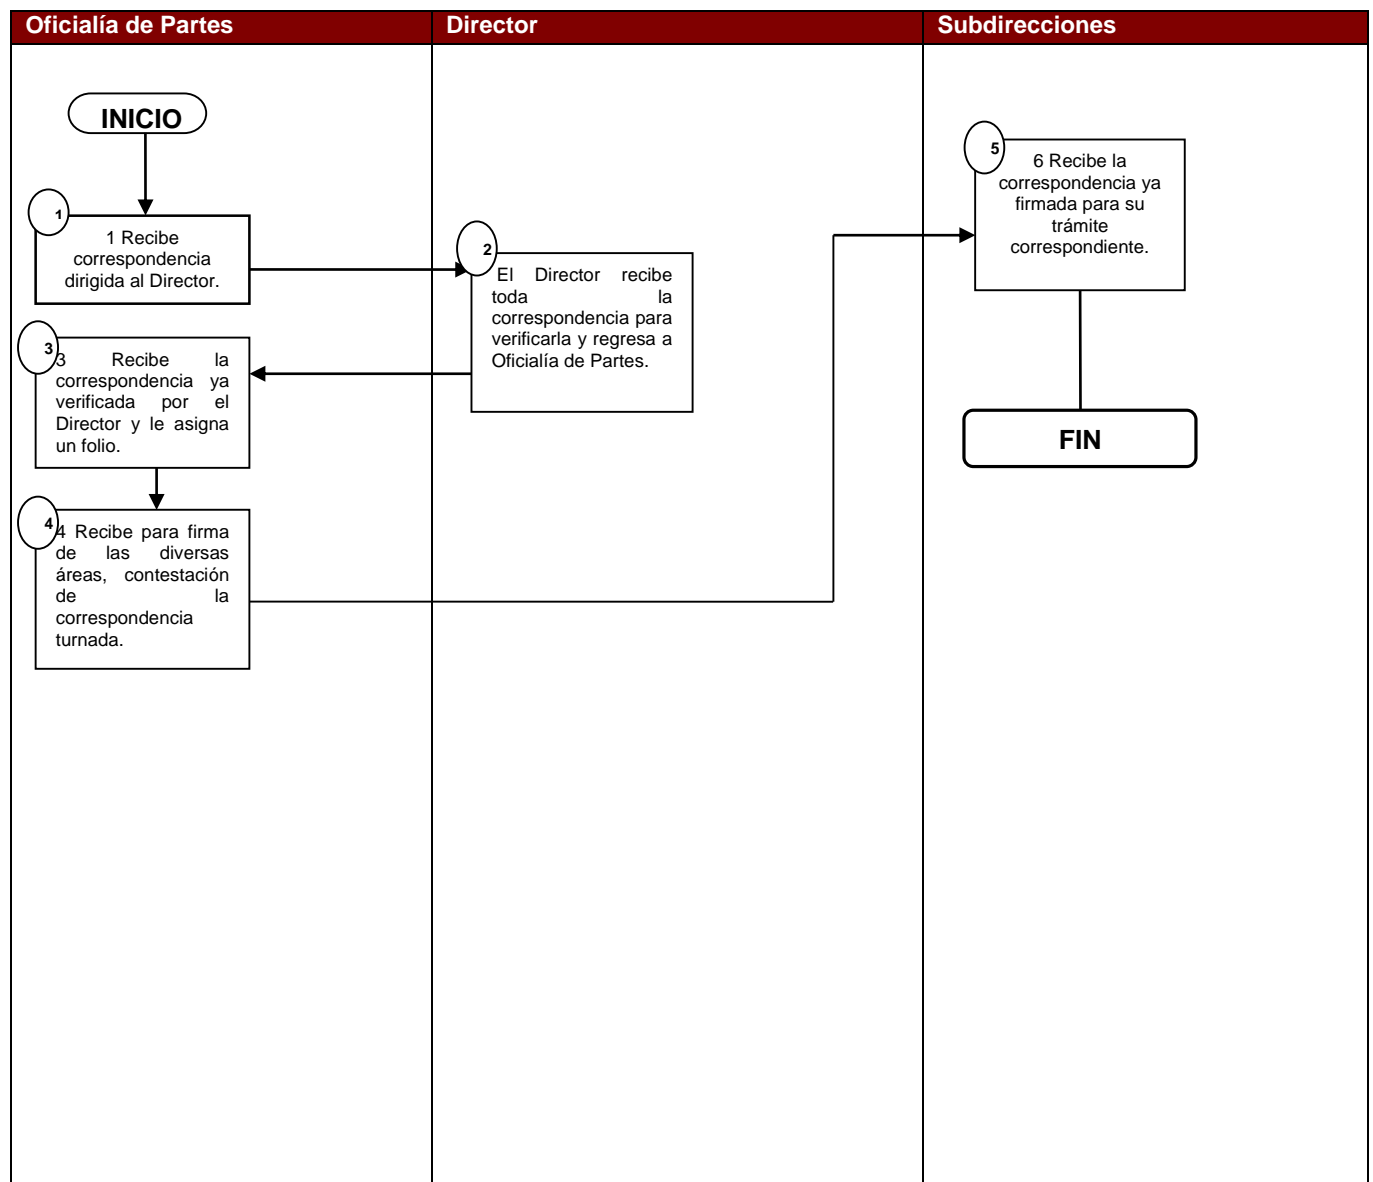 Oficialía de Partes
Director
Subdirecciones
INICIO
1
1 Recibe
correspondencia
dirigida al Director.
2
El Director recibe
toda la
correspondencia para
verificarla y regresa a
Oficialía de Partes.
3
3 Recibe la
correspondencia ya
verificada por el
Director y le asigna
un folio.
4
4 Recibe para firma
de las diversas
áreas, contestación
de la
correspondencia
turnada.
5
6 Recibe la
correspondencia ya
firmada para su
trámite
correspondiente.
FIN